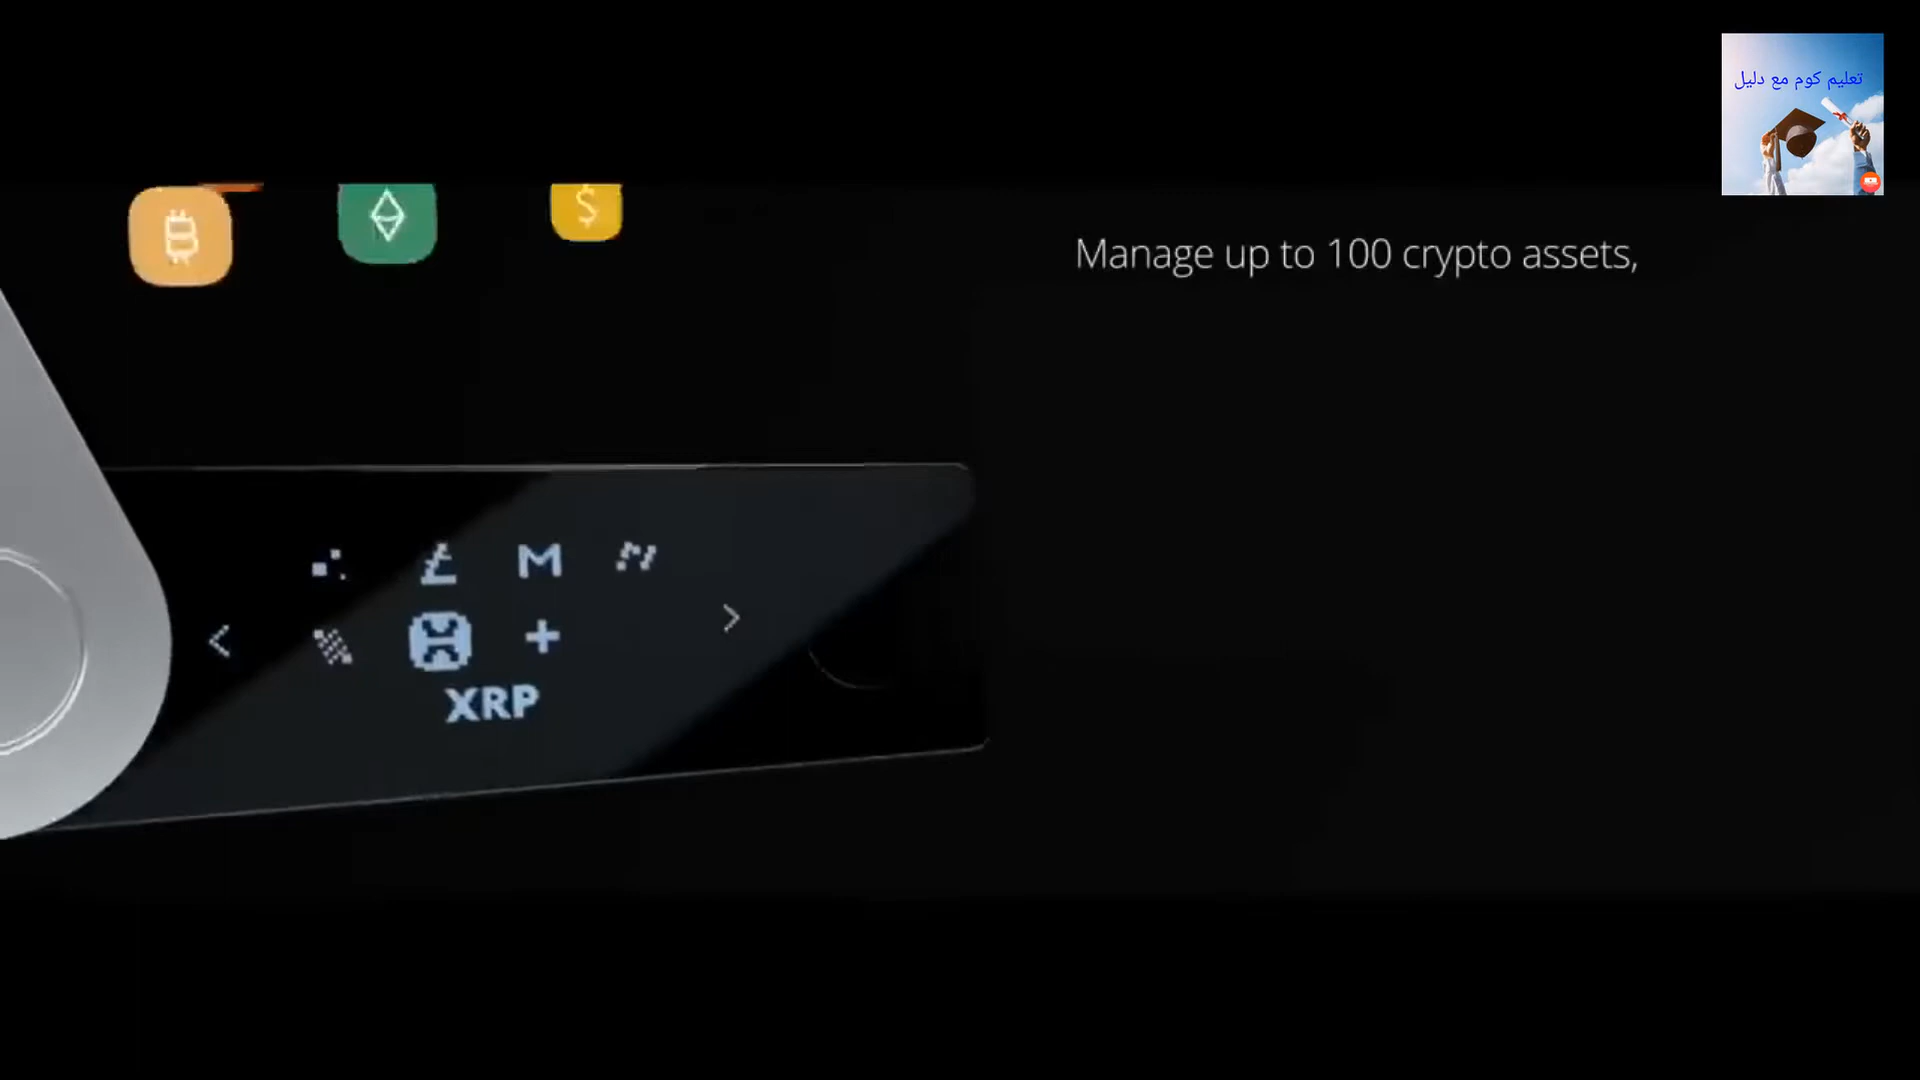 تعليم كوم مع دليل
Manage up to 100 crypto assets,
XRP